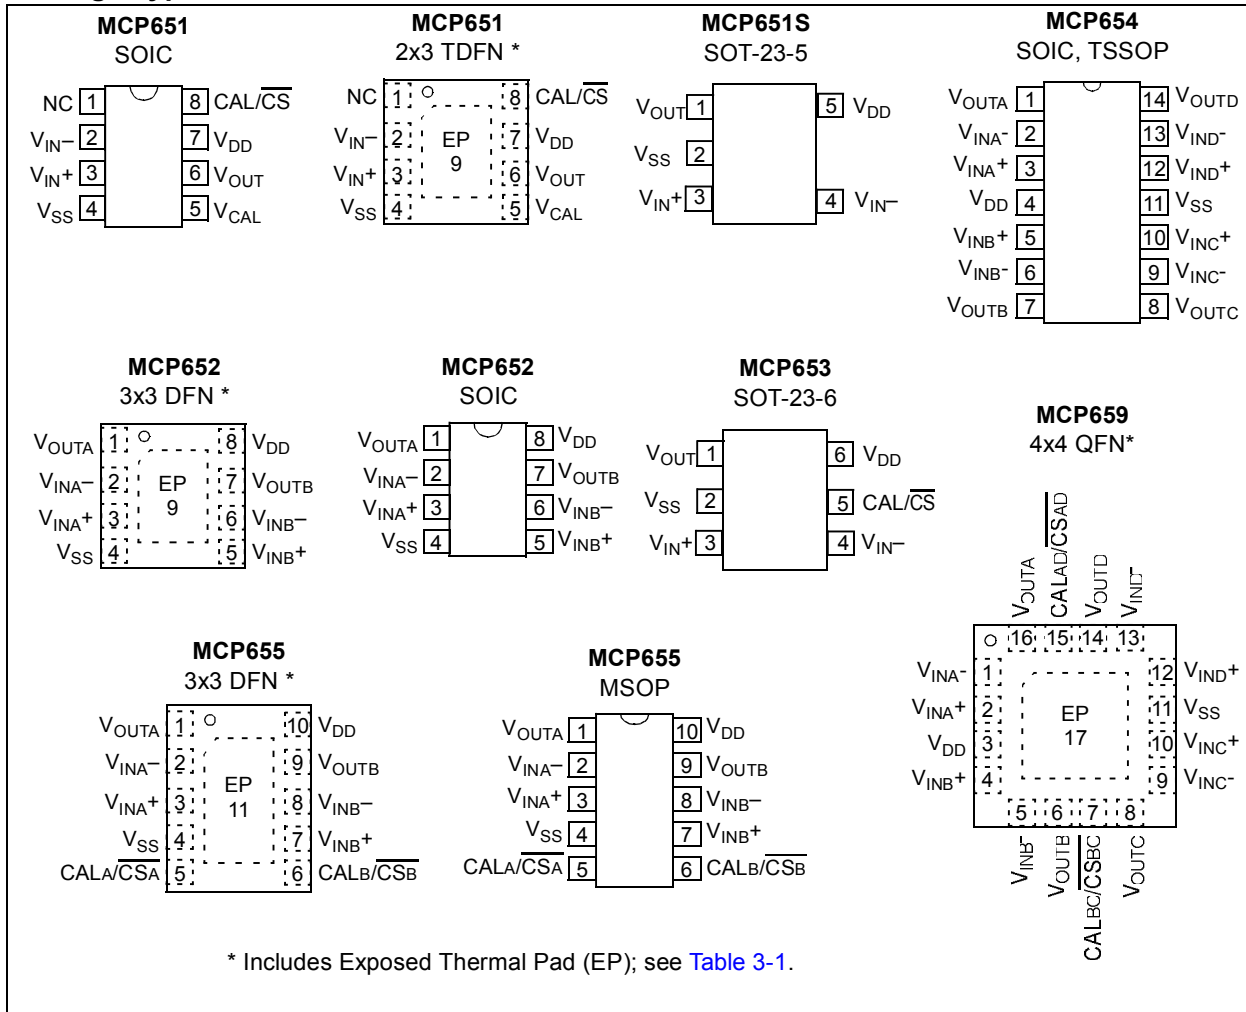 MCP651
SOIC
NC 1 8 CAL/CS
VIN– 2 7 VDD
VIN+ 3 6 VOUT
VSS 4 5 VCAL
MCP651
2x3 TDFN *
NC 1 8 CAL/CS
VIN– 2 7 VDD
EP
9
VIN+ 3 6 VOUT
VSS 4 5 VCAL
MCP651S
SOT-23-5
VOUT 1 5 VDD
VSS 2
VIN+ 3 4 VIN–
MCP654
SOIC, TSSOP
VOUTA 1 14 VOUTD
VINA- 2 13 VIND-
VINA+ 3 12 VIND+
VDD 4 11 VSS
VINB+ 5 10 VINC+
VINB- 6 9 VINC-
VOUTB 7 8 VOUTC
MCP652
3x3 DFN *
VOUTA 1 8 VDD
VINA– 2 7 VOUTB
EP
9
VINA+ 3 6 VINB–
VSS 4 5 VINB+
MCP652
SOIC
VOUTA 1 8 VDD
VINA– 2 7 VOUTB
VINA+ 3 6 VINB–
VSS 4 5 VINB+
MCP653
SOT-23-6
VOUT 1 6 VDD
VSS 2 5 CAL/CS
VIN+ 3 4 VIN–
MCP659
4x4 QFN*
VOUTA CALAD/CSAD VOUTD VIND-
16 15 14 13
VINA- 1 12 VIND+
VINA+ 2 11 VSS
EP
17
VDD 3 10 VINC+
VINB+ 4 9 VINC-
5 6 7 8
VINB- VOUTB CALBC/CSBC VOUTC
MCP655
3x3 DFN *
VOUTA 1 10 VDD
VINA– 2 9 VOUTB
EP
11
VINA+ 3 8 VINB–
VSS 4 7 VINB+
CALA/CSA 5 6 CALB/CSB
MCP655
MSOP
VOUTA 1 10 VDD
VINA– 2 9 VOUTB
VINA+ 3 8 VINB–
VSS 4 7 VINB+
CALA/CSA 5 6 CALB/CSB
* Includes Exposed Thermal Pad (EP); see Table 3-1.